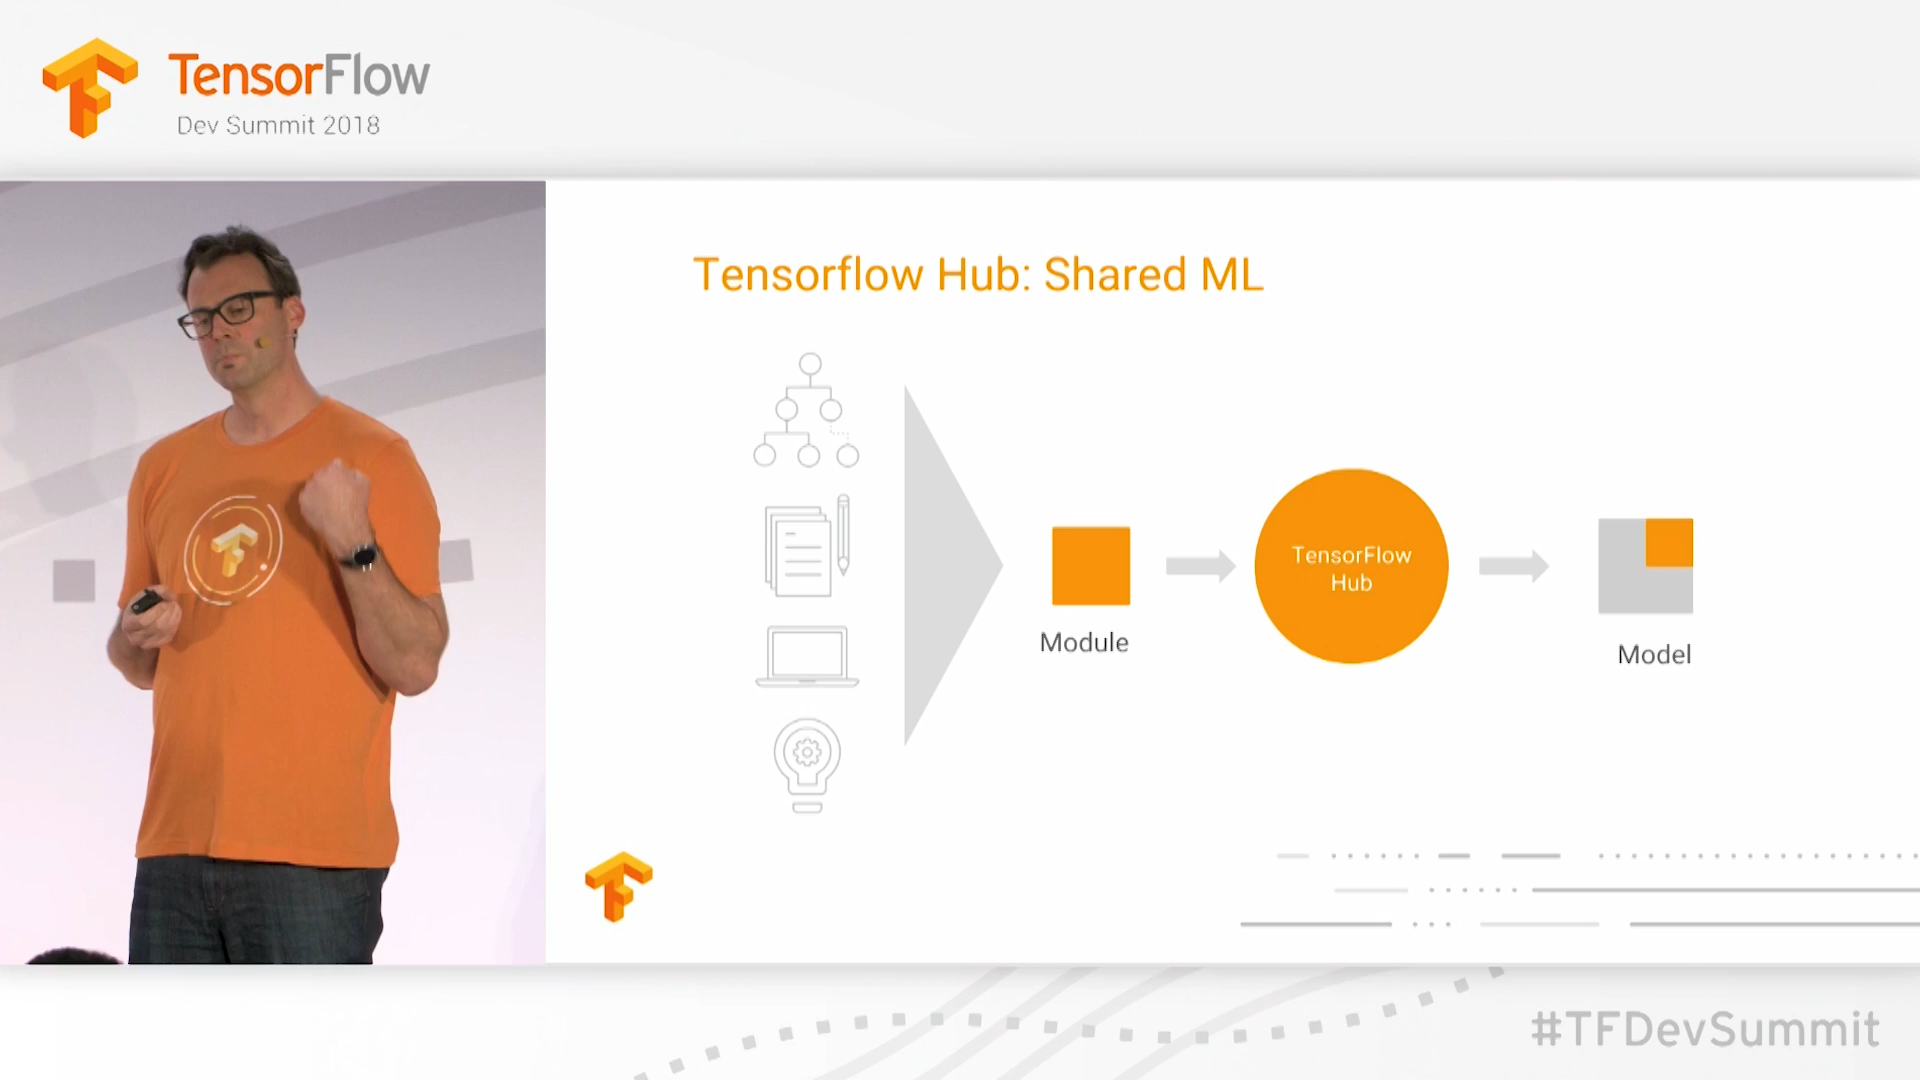 TensorFlow
Dev Summit 2018
Tensorflow Hub: Shared ML
TensorFlow
Hub
Module
Model
#TFDevSummit